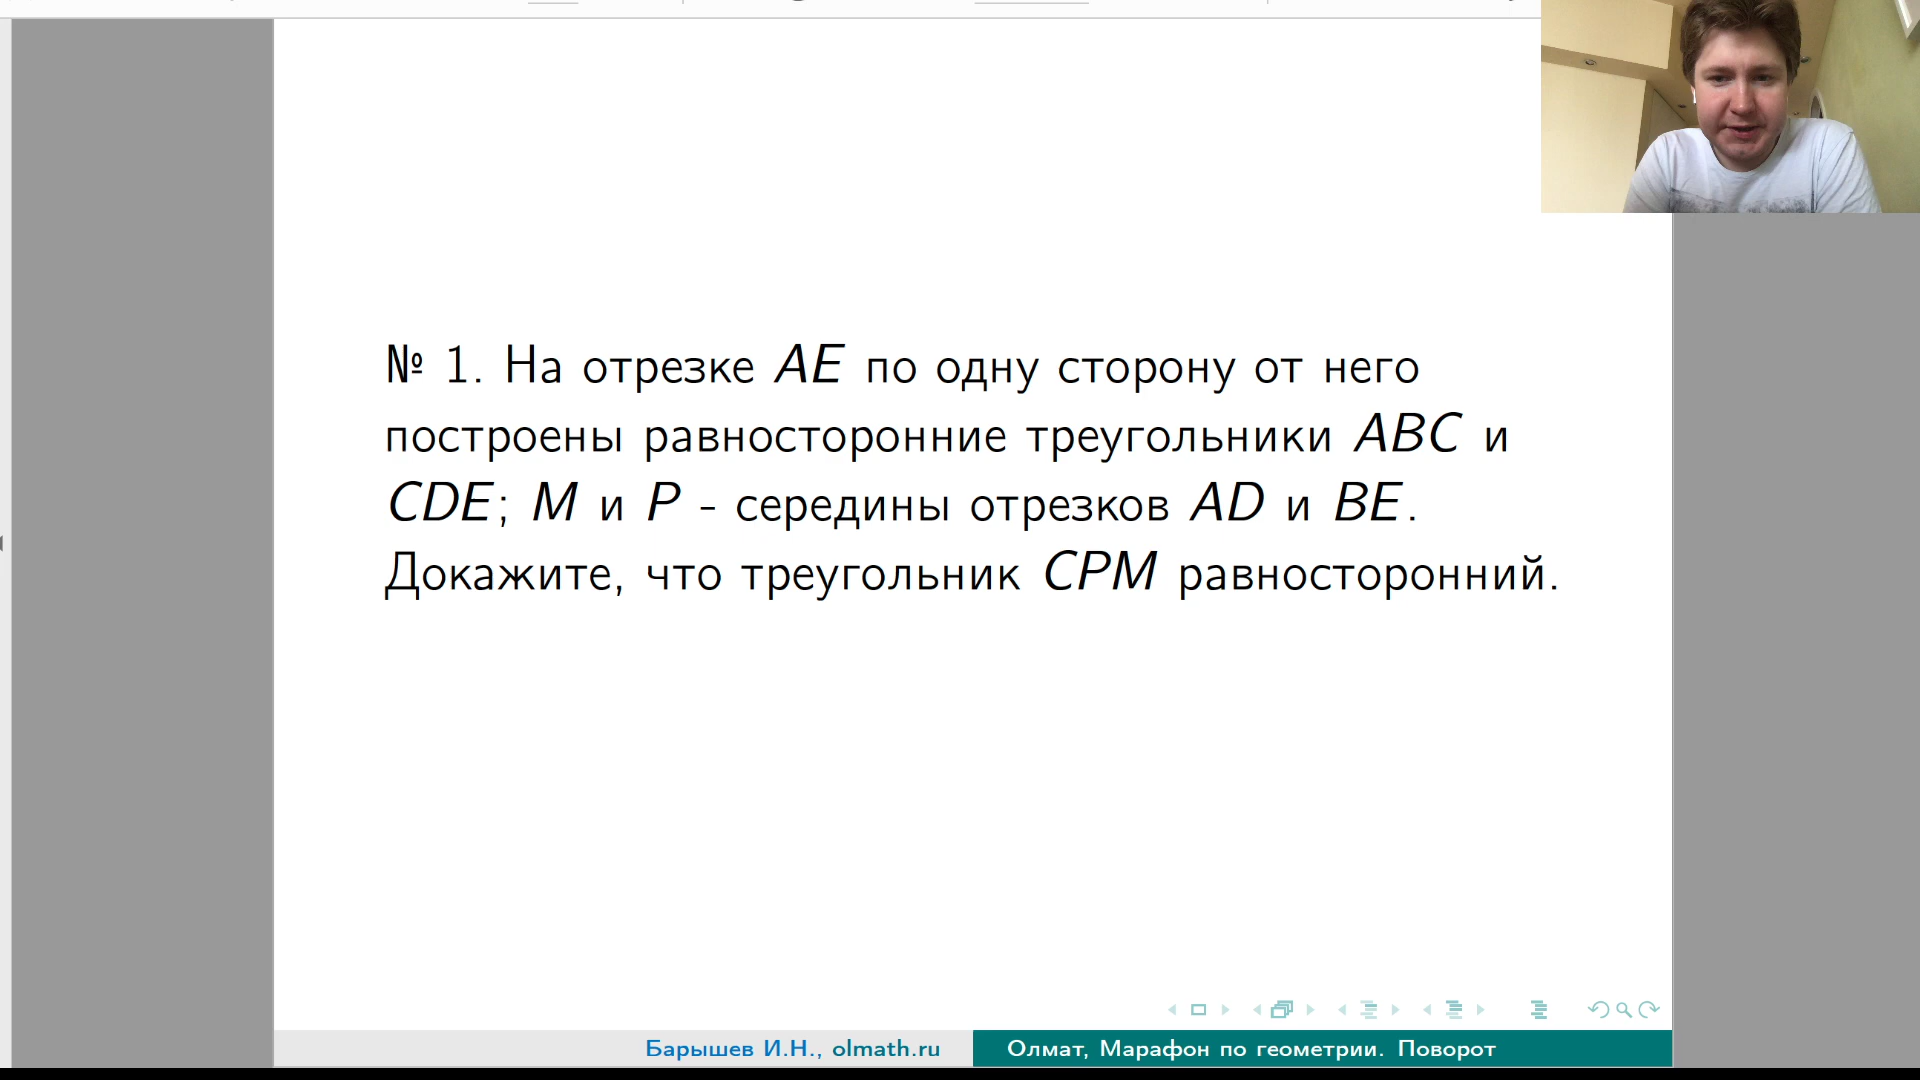 № 1. На отрезке AE по одну сторону от него
построены равносторонние треугольники ABC и
CDE; M и P - середины отрезков AD и BE.
Докажите, что треугольник CPM равносторонний.
Барышев И.Н., olmath.ru
Олмат, Марафон по геометрии. Поворот